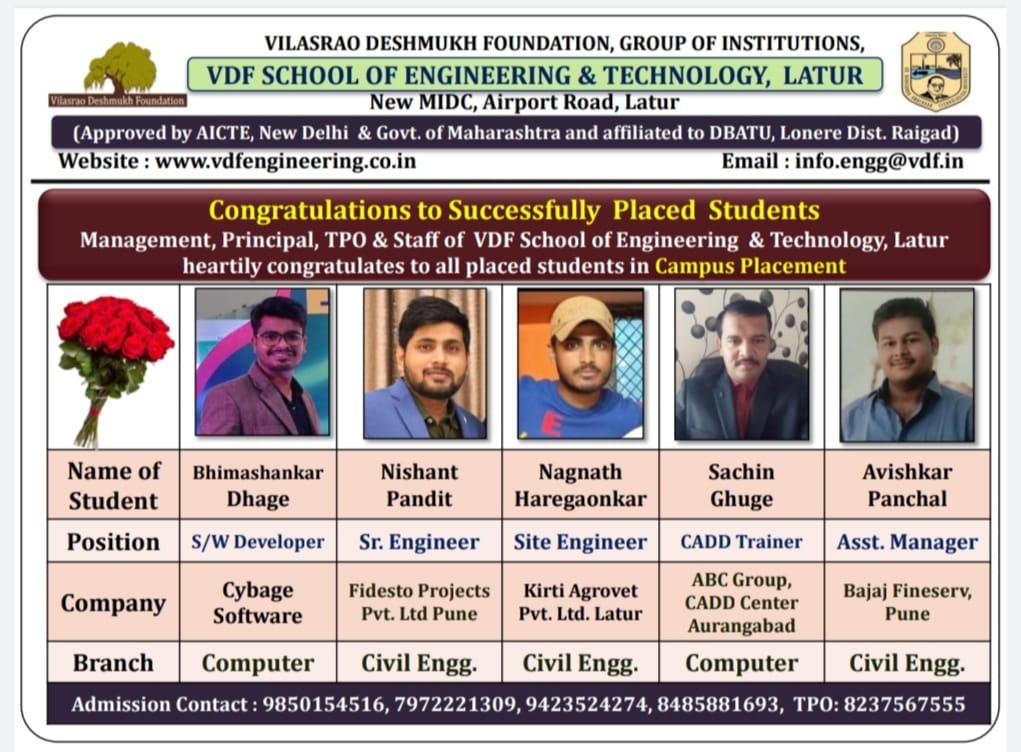 VILASRAO DESHMUKH FOUNDATION, GROUP OF INSTITUTIONS,
VDF SCHOOL OF ENGINEERING & TECHNOLOGY, LATUR
Vilasrao Deshmukh Foundation
New MIDC, Airport Road, Latur
(Approved by AICTE, New Delhi & Govt. of Maharashtra and affiliated to DBATU, Lonere Dist. Raigad)
Website : www.vdfengineering.co.in
Email : info.engg@vdf.in
Congratulations to Successfully Placed Students
Management, Principal, TPO & Staff of VDF School of Engineering & Technology, Latur
heartily congratulates to all placed students in Campus Placement
Name of Student
Bhimashankar Dhage
Nishant Pandit
Nagnath Haregaonkar
Sachin Ghuge
Avishkar Panchal
Position
S/W Developer
Sr. Engineer
Site Engineer
CADD Trainer
Asst. Manager
Company
Cybage Software
Fidesto Projects Pvt. Ltd Pune
Kirti Agrovet Pvt. Ltd. Latur
ABC Group, CADD Center Aurangabad
Bajaj Fineserv, Pune
Branch
Computer
Civil Engg.
Civil Engg.
Computer
Civil Engg.
Admission Contact : 9850154516, 7972221309, 9423524274, 8485881693, TPO: 8237567555